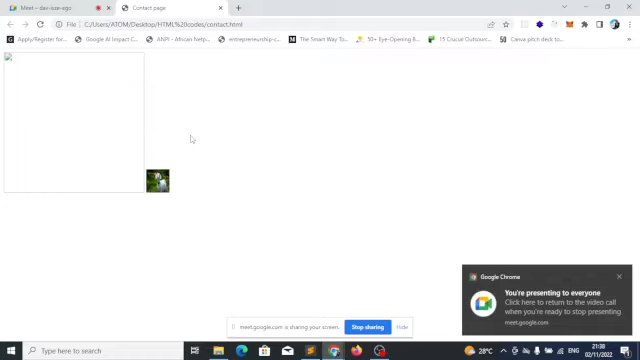 Meet – dav-ioze-xgo
Contact page
File
C:/Users/ATOM/Desktop/HTML%20codes/contact.html
Apply/Register for...
Google AI Impact C...
ANPI - African Netp...
entrepreneurship-c...
The Smart Way To...
50+ Eye-Opening B...
15 Crucial Outsourc...
Canva pitch deck to...
Google Chrome
You're presenting to everyone
Click here to return to the video call
when you're ready to stop presenting
meet.google.com
meet.google.com is sharing your screen.
Stop sharing
Hide
Type here to search
28°C
ENG
21:38
02/11/2022